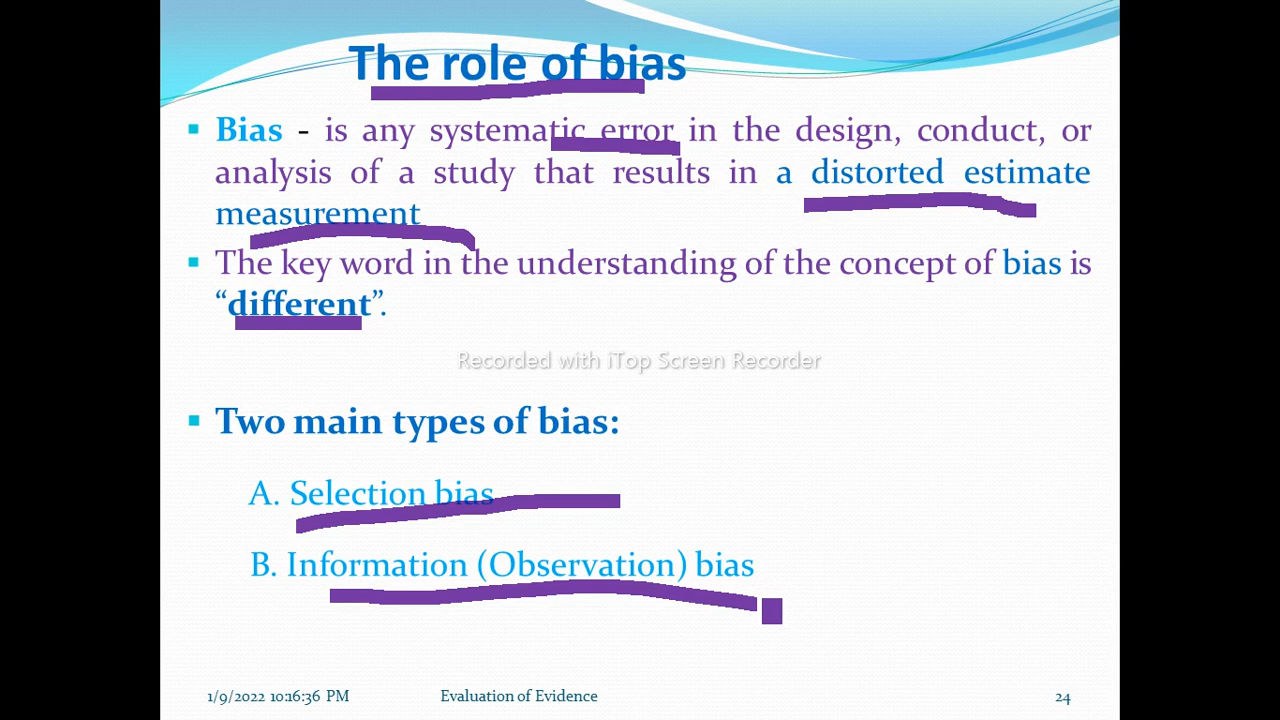 The role of bias
▪ Bias - is any systematic error in the design, conduct, or
analysis of a study that results in a distorted estimate
measurement
▪ The key word in the understanding of the concept of bias is
“different”.
Recorded with iTop Screen Recorder
▪ Two main types of bias:
A. Selection bias
B. Information (Observation) bias
1/9/2022 10:16:36 PM Evaluation of Evidence 24